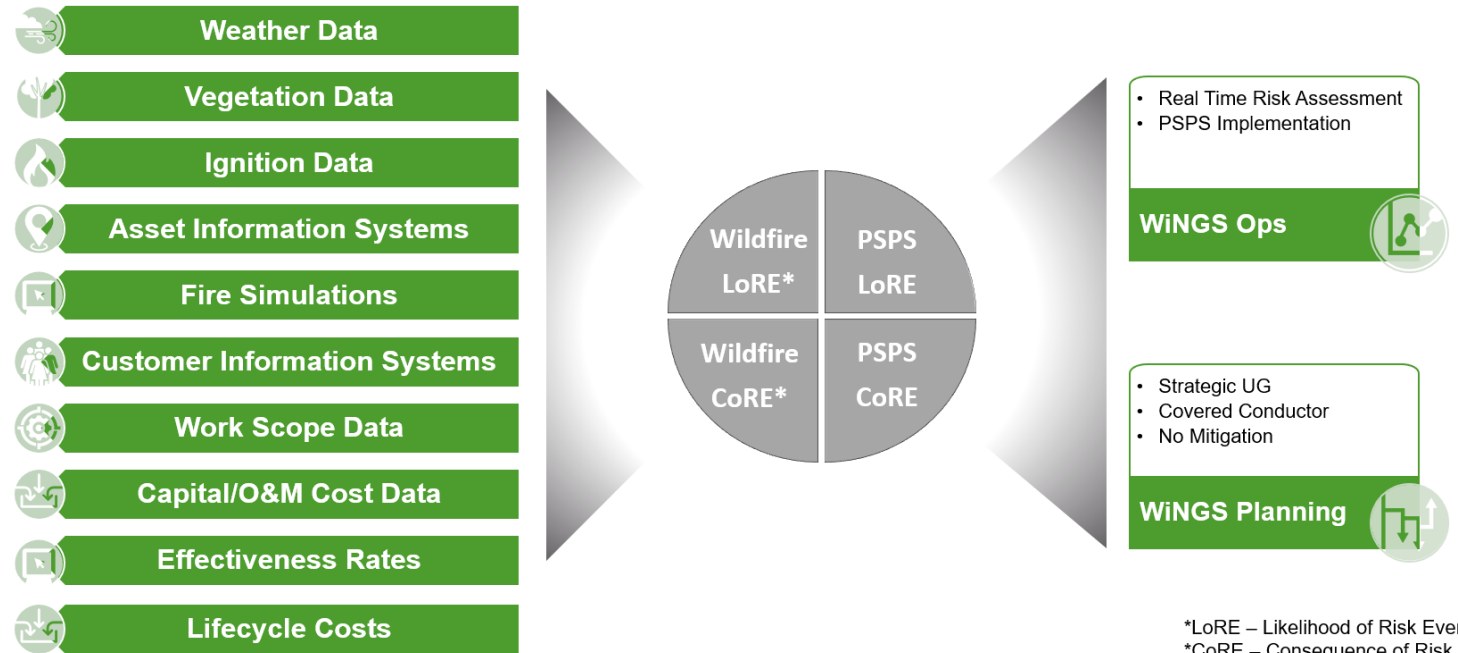 Weather Data
Vegetation Data
Ignition Data
Asset Information Systems
Fire Simulations
Customer Information Systems
Work Scope Data
Capital/O&M Cost Data
Effectiveness Rates
Lifecycle Costs
Wildfire
LoRE*
PSPS
LoRE
Wildfire
CoRE*
PSPS
CoRE
• Real Time Risk Assessment
• PSPS Implementation
WiNGS Ops
• Strategic UG
• Covered Conductor
• No Mitigation
WiNGS Planning
*LoRE – Likelihood of Risk
*CoRE – Consequence of Risk